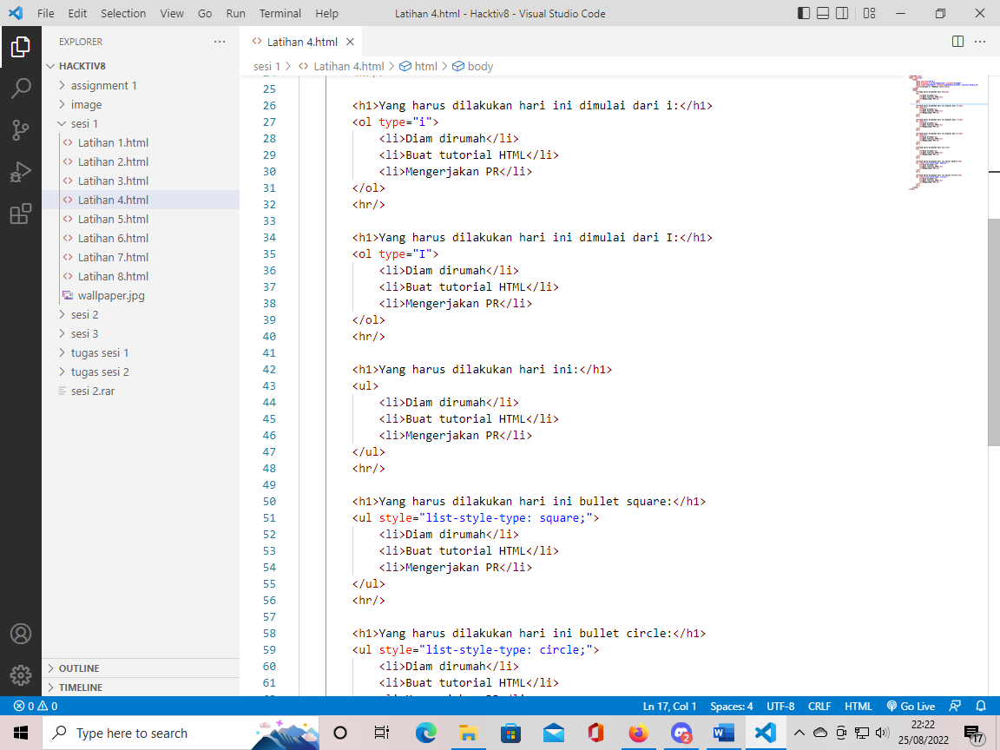 File Edit Selection View Go Run Terminal Help
Latihan 4.html - Hacktiv8 - Visual Studio Code
EXPLORER
HACKTIV8
assignment 1
image
sesi 1
Latihan 1.html
Latihan 2.html
Latihan 3.html
Latihan 4.html
Latihan 5.html
Latihan 6.html
Latihan 7.html
Latihan 8.html
wallpaper.jpg
sesi 2
sesi 3
tugas sesi 1
tugas sesi 2
sesi 2.rar
OUTLINE
TIMELINE
Latihan 4.html
sesi 1 > Latihan 4.html > html > body
25
26 <h1>Yang harus dilakukan hari ini dimulai dari i:</h1>
27 <ol type="i">
28 <li>Diam dirumah</li>
29 <li>Buat tutorial HTML</li>
30 <li>Mengerjakan PR</li>
31 </ol>
32 <hr/>
33
34 <h1>Yang harus dilakukan hari ini dimulai dari I:</h1>
35 <ol type="I">
36 <li>Diam dirumah</li>
37 <li>Buat tutorial HTML</li>
38 <li>Mengerjakan PR</li>
39 </ol>
40 <hr/>
41
42 <h1>Yang harus dilakukan hari ini:</h1>
43 <ul>
44 <li>Diam dirumah</li>
45 <li>Buat tutorial HTML</li>
46 <li>Mengerjakan PR</li>
47 </ul>
48 <hr/>
49
50 <h1>Yang harus dilakukan hari ini bullet square:</h1>
51 <ul style="list-style-type: square;">
52 <li>Diam dirumah</li>
53 <li>Buat tutorial HTML</li>
54 <li>Mengerjakan PR</li>
55 </ul>
56 <hr/>
57
58 <h1>Yang harus dilakukan hari ini bullet circle:</h1>
59 <ul style="list-style-type: circle;">
60 <li>Diam dirumah</li>
61 <li>Buat tutorial HTML</li>
0 0 Ln 17, Col 1 Spaces: 4 UTF-8 CRLF HTML Go Live
Type here to search
2
22:22
25/08/2022
17